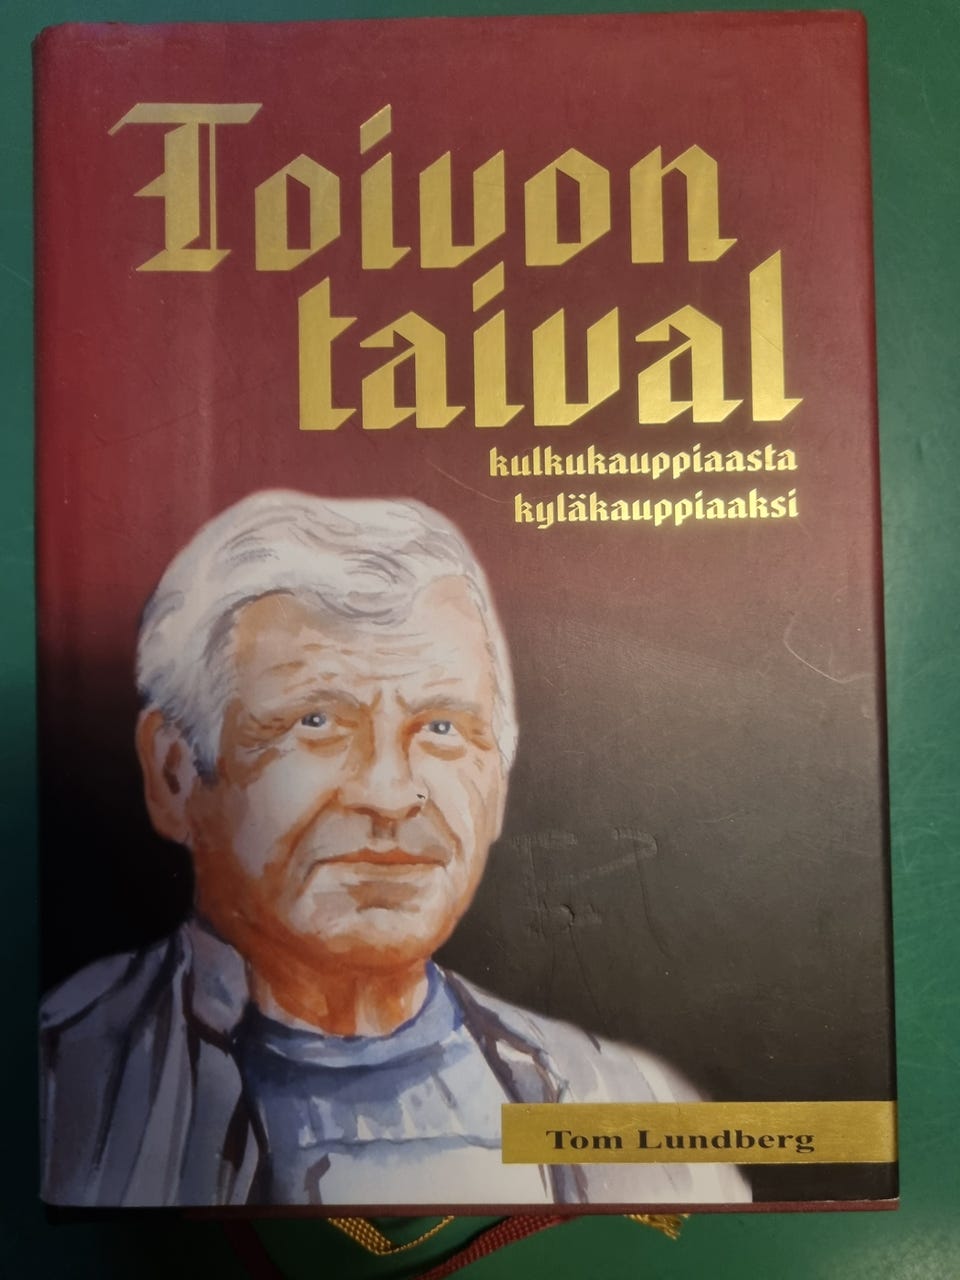 Toivon
taival
kulkukauppiaasta
kyläkauppiaaksi
Tom Lundberg